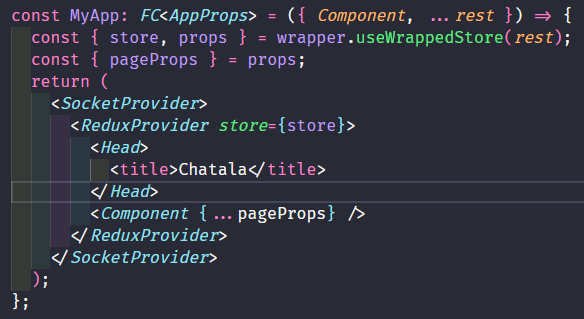 const MyApp: FC<AppProps> = ({ Component, ...rest }) => {
const { store, props } = wrapper.useWrappedStore(rest);
const { pageProps } = props;
return (
<SocketProvider>
<ReduxProvider store={store}>
<Head>
<title>Chatala</title>
</Head>
<Component {...pageProps} />
</ReduxProvider>
</SocketProvider>
);
};